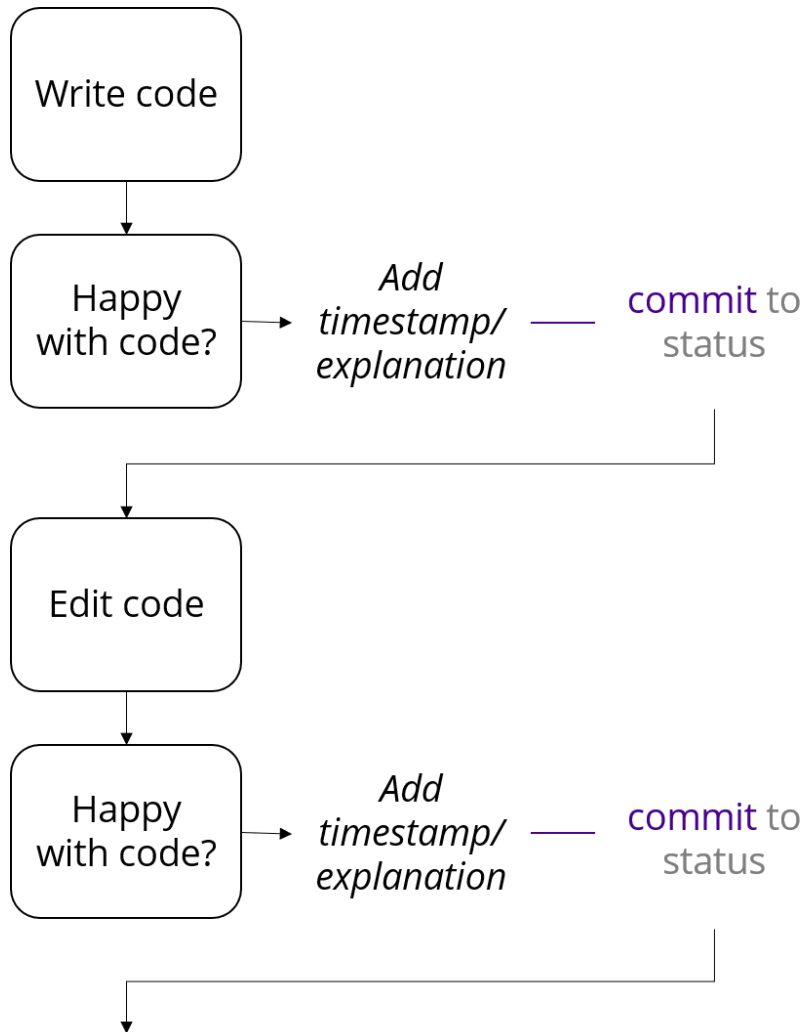 Write code
Happy
with code?
Add
timestamp/
explanation
commit to
status
Edit code
Happy
with code?
Add
timestamp/
explanation
commit to
status